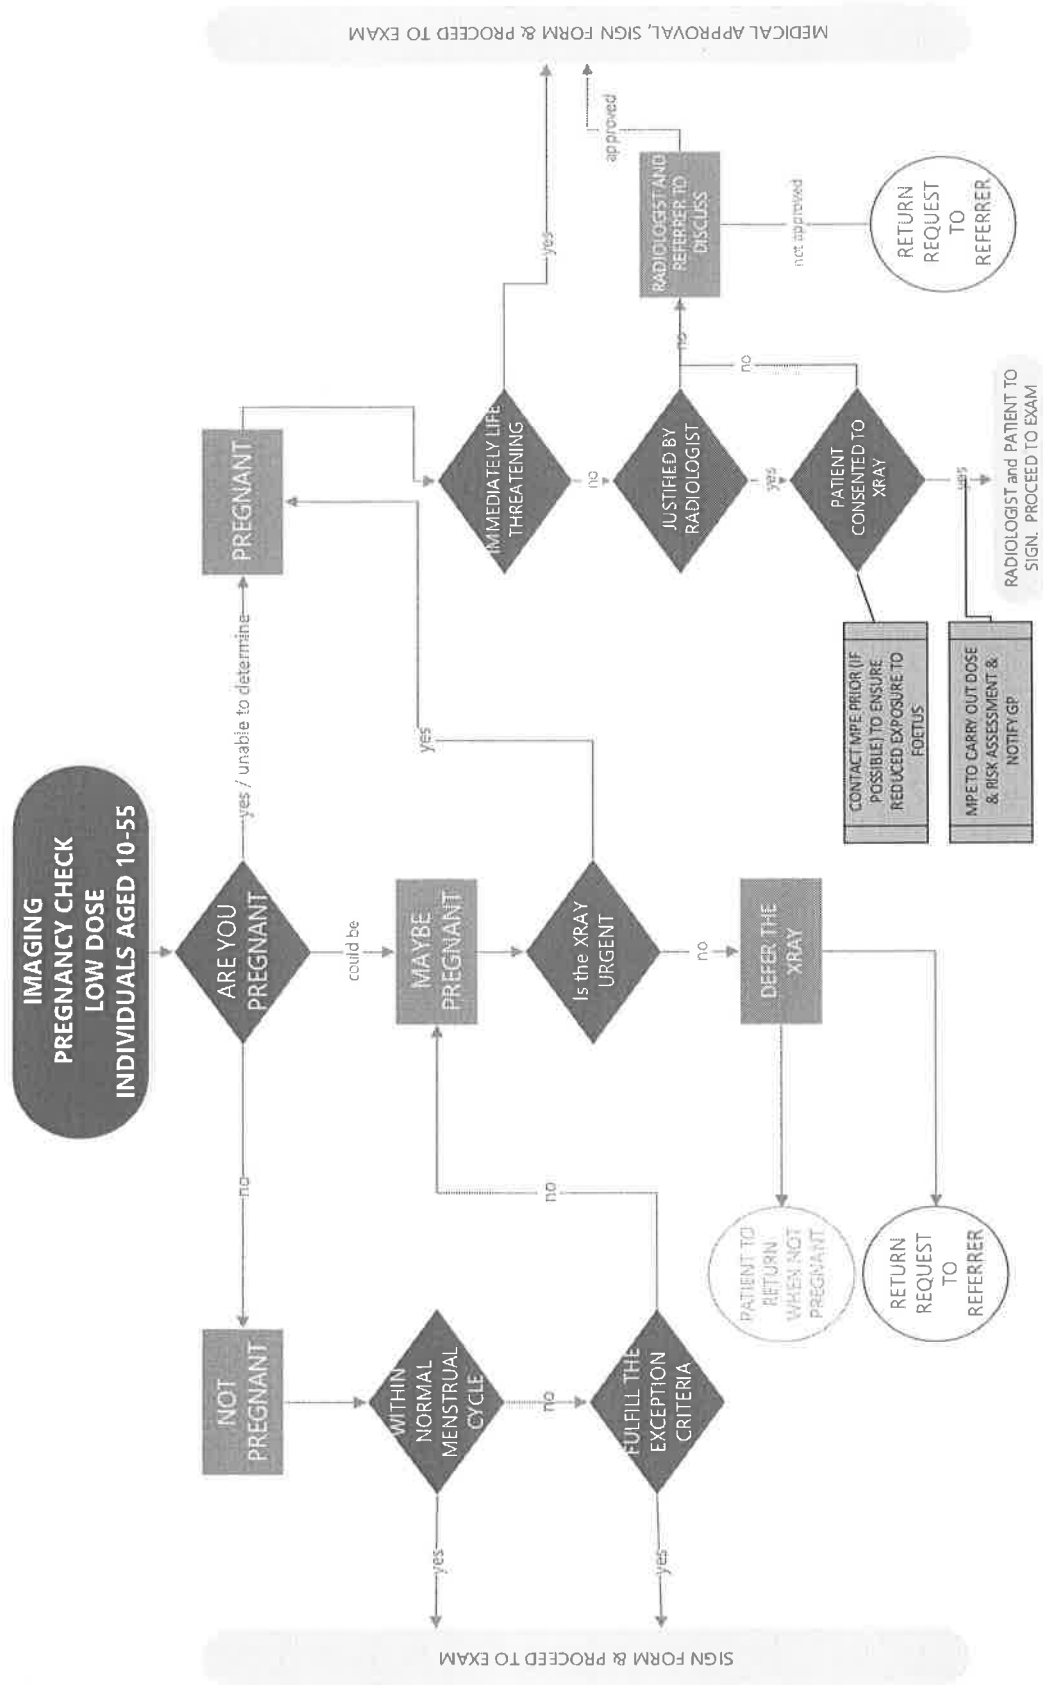 IMAGING
PREGNANCY CHECK
LOW DOSE
INDIVIDUALS AGED 10-55
ARE YOU
PREGNANT
no
yes / unable to determine
could be
NOT
PREGNANT
MAYBE
PREGNANT
PREGNANT
WITHIN
NORMAL
MENSTRUAL
CYCLE
yes
no
FULFILL THE
EXCEPTION
CRITERIA
yes
no
SIGN FORM & PROCEED TO EXAM
Is the XRAY
URGENT
yes
no
DEFER THE
XRAY
PATIENT TO
RETURN
WHEN NOT
PREGNANT
RETURN
REQUEST
TO
REFERRER
IMMEDIATELY LIFE
THREATENING
yes
no
JUSTIFIED BY
RADIOLOGIST
no
yes
PATIENT
CONSENTED TO
XRAY
no
yes
RADIOLOGIST AND
REFERRER TO
DISCUSS
approved
not approved
RETURN
REQUEST
TO
REFERRER
MEDICAL APPROVAL, SIGN FORM & PROCEED TO EXAM
CONTACT MPE PRIOR (IF
POSSIBLE) TO ENSURE
REDUCED EXPOSURE TO
FOETUS
MPE TO CARRY OUT DOSE
& RISK ASSESSMENT &
NOTIFY GP
RADIOLOGIST and PATIENT TO
SIGN. PROCEED TO EXAM